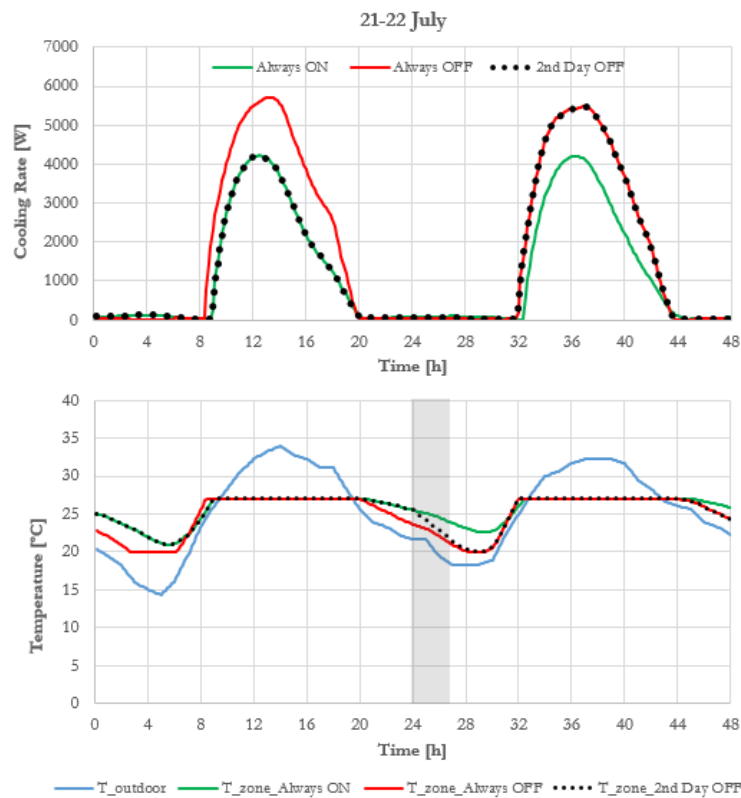 21-22 July
7000
Always ON Always OFF 2nd Day OFF
6000
5000
4000
3000
2000
1000
0
Cooling Rate [W]
0 4 8 12 16 20 24 28 32 36 40 44 48
Time [h]
40
35
30
25
20
15
10
5
0
Temperature [°C]
0 4 8 12 16 20 24 28 32 36 40 44 48
Time [h]
T_outdoor T_zone_Always ON T_zone_Always OFF T_zone_2nd Day OFF